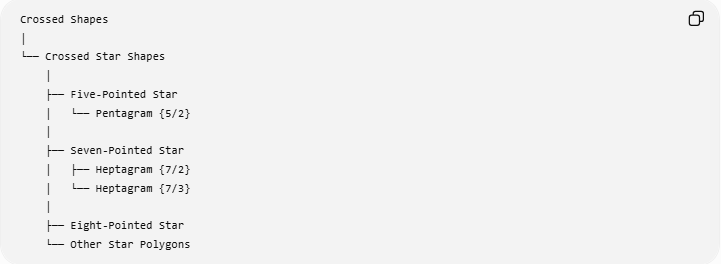 Crossed Shapes
│
└── Crossed Star Shapes
    │
    ├── Five-Pointed Star
    │   └── Pentagram {5/2}
    │
    ├── Seven-Pointed Star
    │   ├── Heptagram {7/2}
    │   └── Heptagram {7/3}
    │
    ├── Eight-Pointed Star
    └── Other Star Polygons